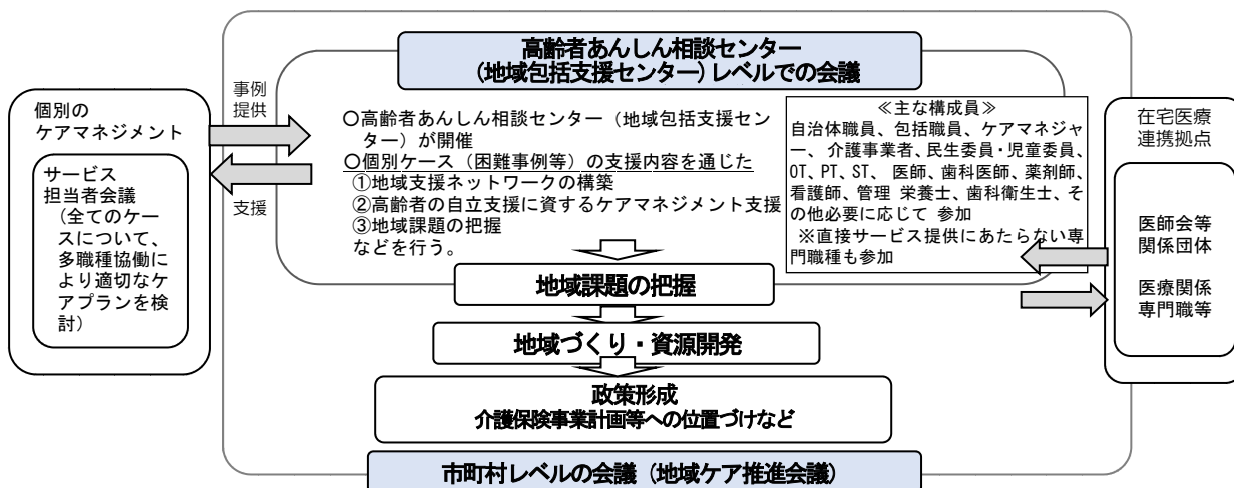 高齢者あんしん相談センター
(地域包括支援センター)レベルでの会議
個別の
ケアマネジメント
サービス
担当者会議
(全てのケー
スについて、
多職種協働に
より適切なケ
アプランを検
討)
事例
提供
支援
〇高齢者あんしん相談センター(地域包括支援セン
ター)が開催
〇個別ケース(困難事例等)の支援内容を通じた
①地域支援ネットワークの構築
②高齢者の自立支援に資するケアマネジメント支援
③地域課題の把握
などを行う。
≪主な構成員≫
自治体職員、包括職員、ケアマネジャ
ー、 介護事業者、民生委員・児童委員、
OT、PT、ST、 医師、歯科医師、薬剤師、
看護師、管理 栄養士、歯科衛生士、そ
の他必要に応じて 参加
※直接サービス提供にあたらない専
門職種も参加
在宅医療
連携拠点
医師会等
関係団体
医療関係
専門職等
地域課題の把握
地域づくり・資源開発
政策形成
介護保険事業計画等への位置づけなど
市町村レベルの会議(地域ケア推進会議)